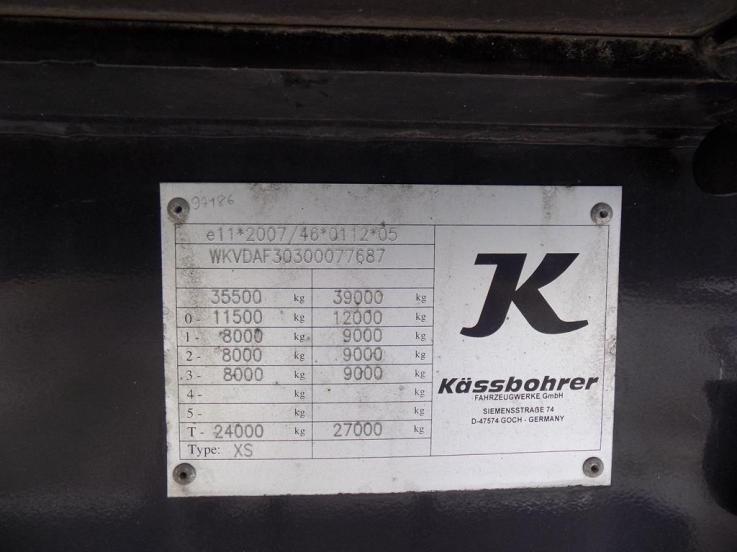 97186
e11*2007/46*0112*05
WKVDAF30300077687
35500 kg 39000 kg
0 - 11500 kg 12000 kg
1 - 8000 kg 9000 kg
2 - 8000 kg 9000 kg
3 - 8000 kg 9000 kg
4 - kg kg
5 - kg kg
T - 24000 kg 27000 kg
Type: XS
K
Kässbohrer
FAHRZEUGWERKE GmbH
SIEMENSSTRAßE 74
D-47574 GOCH - GERMANY